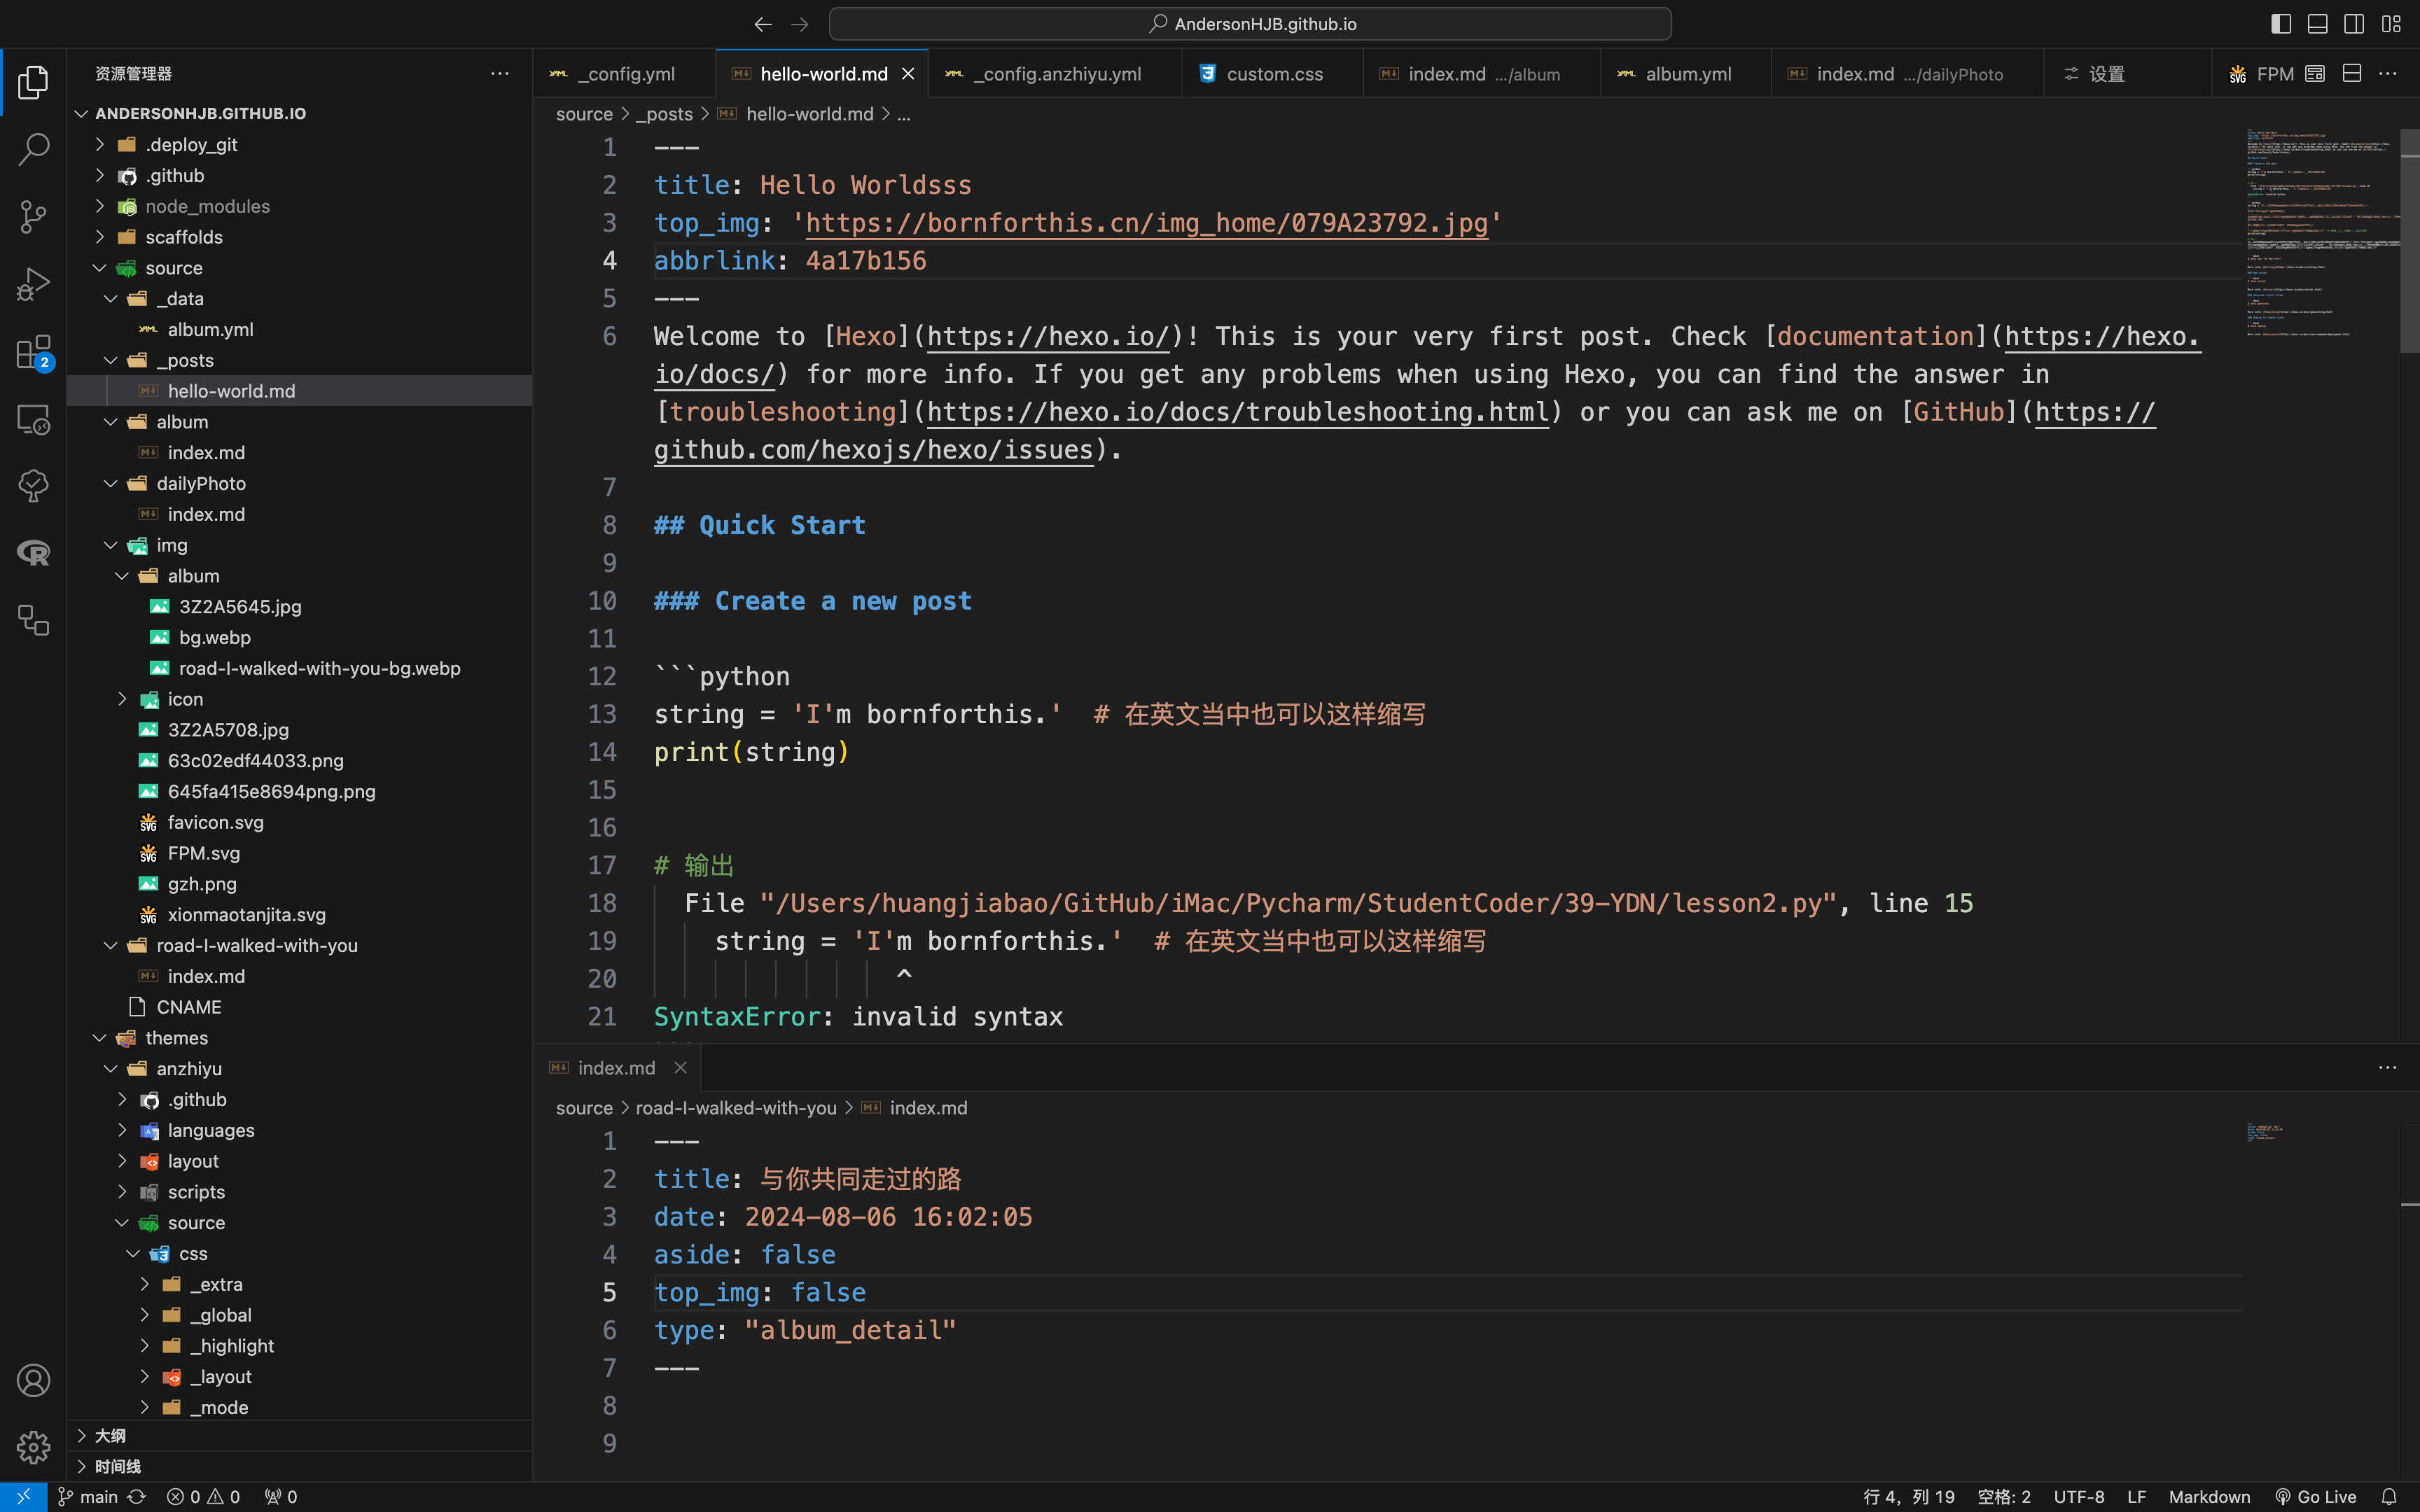 AndersonHJB.github.io
资源管理器
_config.yml
hello-world.md
_config.anzhiyu.yml
custom.css
index.md .../album
album.yml
index.md .../dailyPhoto
设置
FPM
ANDERSONHJB.GITHUB.IO
.deploy_git
.github
node_modules
scaffolds
source
_data
album.yml
_posts
hello-world.md
album
index.md
dailyPhoto
index.md
img
album
3Z2A5645.jpg
bg.webp
road-I-walked-with-you-bg.webp
icon
3Z2A5708.jpg
63c02edf44033.png
645fa415e8694png.png
favicon.svg
FPM.svg
gzh.png
xionmaotanjita.svg
road-I-walked-with-you
index.md
CNAME
themes
anzhiyu
.github
languages
layout
scripts
source
css
_extra
_global
_highlight
_layout
_mode
大纲
时间线
2
source > _posts > hello-world.md > ...
1 ---
2 title: Hello Worldsss
3 top_img: 'https://bornforthis.cn/img_home/079A23792.jpg'
4 abbrlink: 4a17b156
5 ---
6 Welcome to [Hexo](https://hexo.io/)! This is your very first post. Check [documentation](https://hexo.
io/docs/) for more info. If you get any problems when using Hexo, you can find the answer in
[troubleshooting](https://hexo.io/docs/troubleshooting.html) or you can ask me on [GitHub](https://
github.com/hexojs/hexo/issues).
7
8 ## Quick Start
9
10 ### Create a new post
11
12 ```python
13 string = 'I'm bornforthis.'  # 在英文当中也可以这样缩写
14 print(string)
15
16
17 # 输出
18 File "/Users/huangjiabao/GitHub/iMac/Pycharm/StudentCoder/39-YDN/lesson2.py", line 15
19 string = 'I'm bornforthis.'  # 在英文当中也可以这样缩写
20 ^
21 SyntaxError: invalid syntax
index.md
source > road-I-walked-with-you > index.md
1 ---
2 title: 与你共同走过的路
3 date: 2024-08-06 16:02:05
4 aside: false
5 top_img: false
6 type: "album_detail"
7 ---
8
9
main 0 0 0
行 4，列 19 空格: 2 UTF-8 LF Markdown Go Live